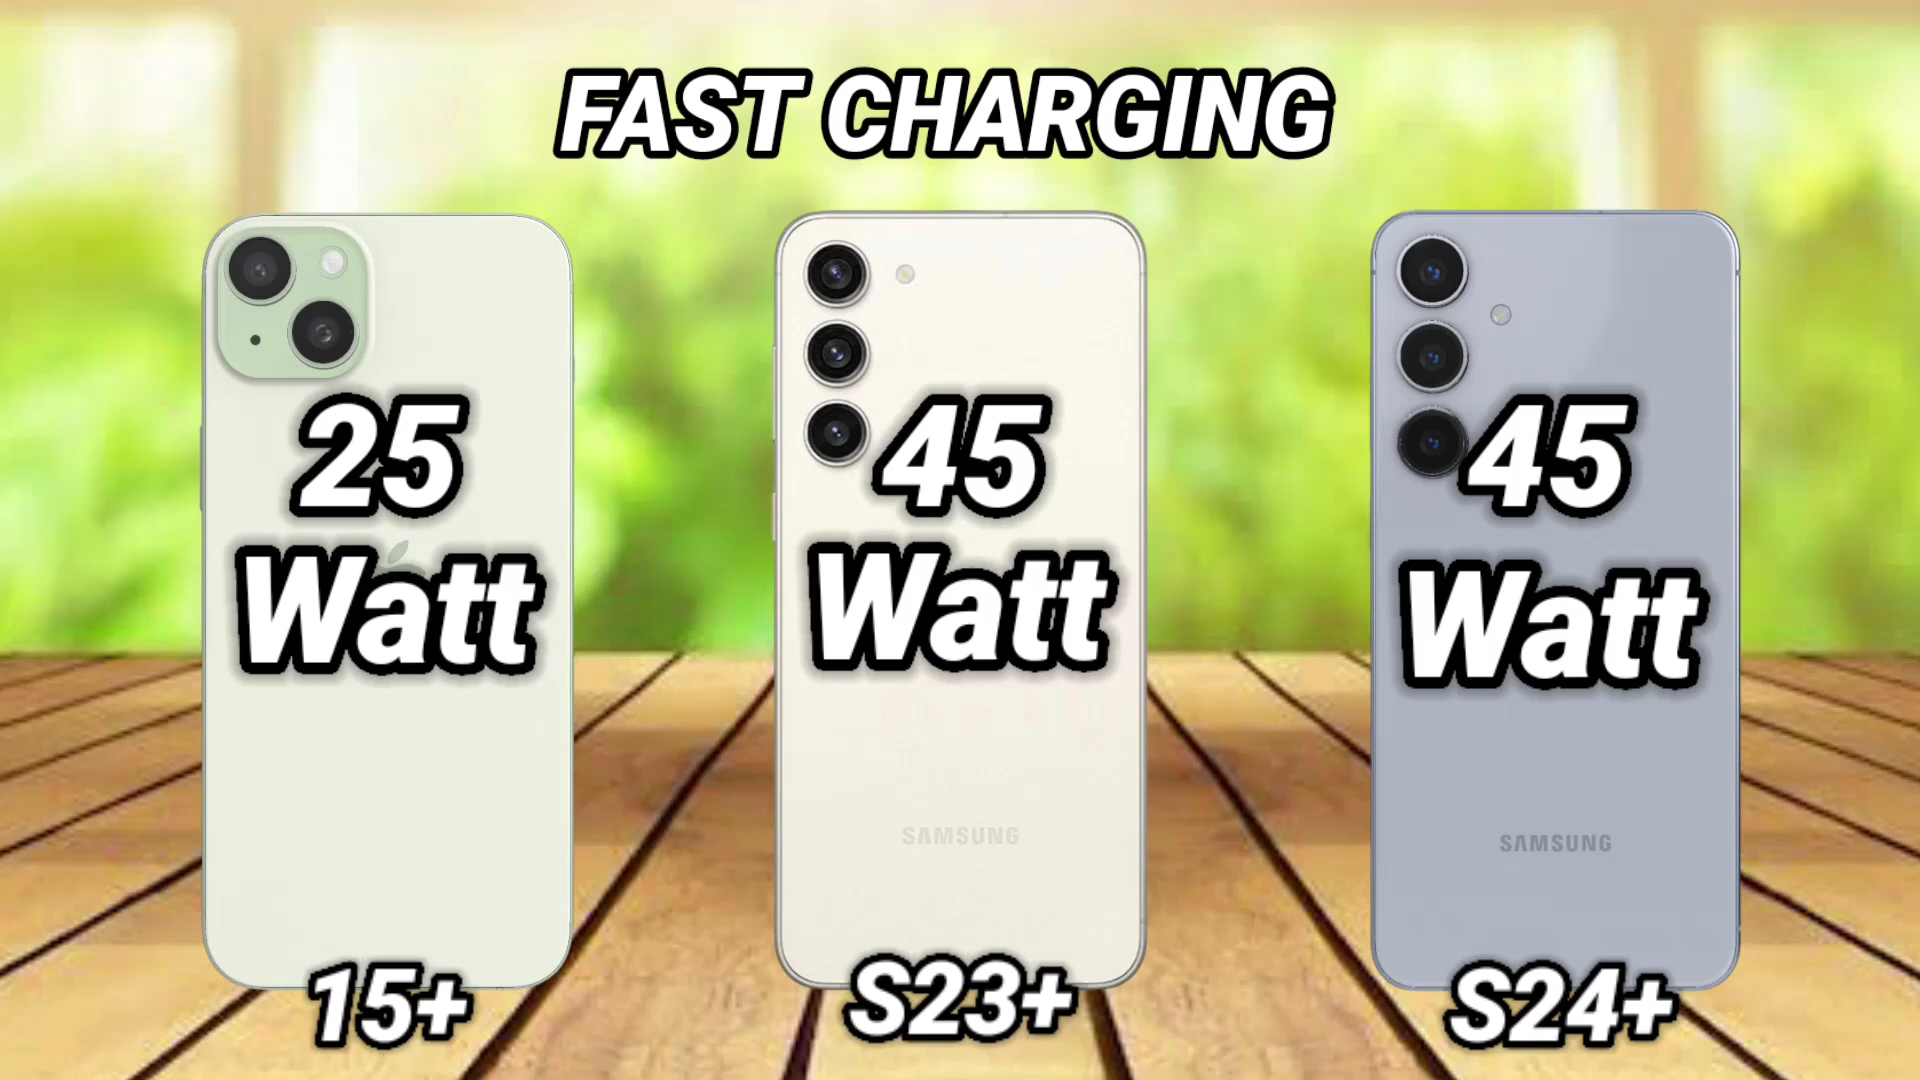 FAST CHARGING
25
Watt
15+
45
Watt
SAMSUNG
S23+
45
Watt
SAMSUNG
S24+